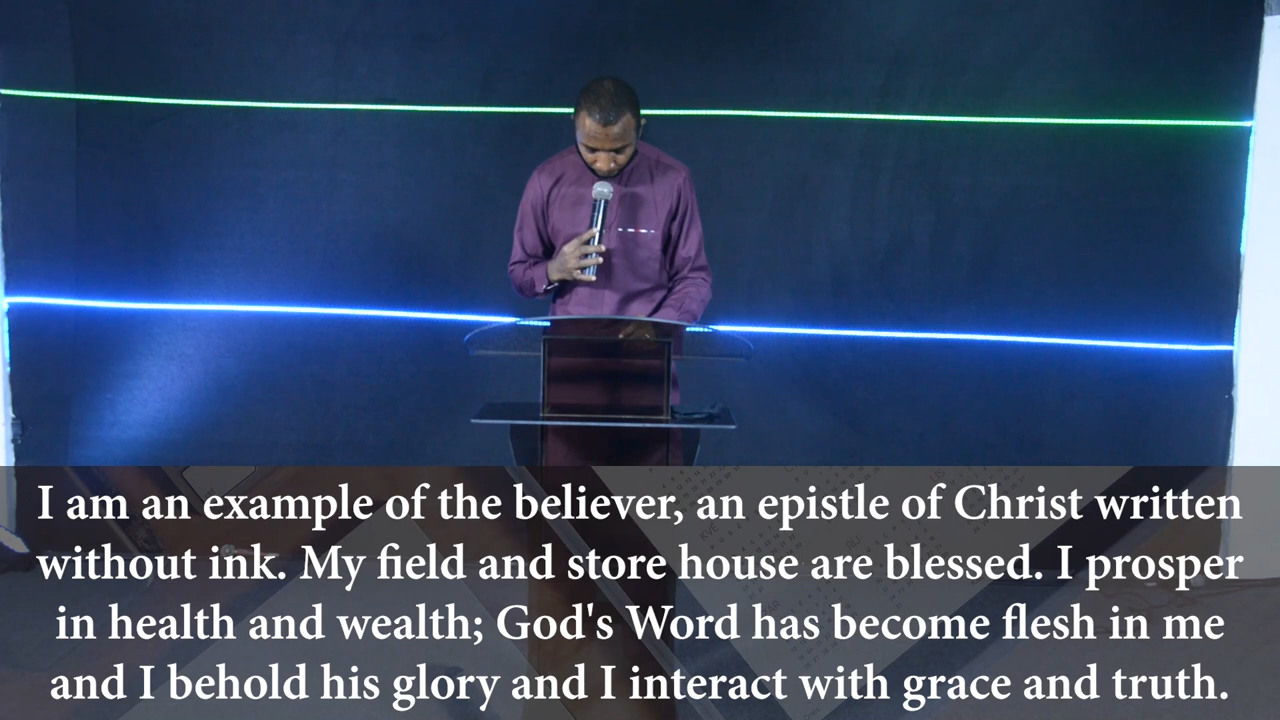 I am an example of the believer, an epistle of Christ written
without ink. My field and store house are blessed. I prosper
in health and wealth; God's Word has become flesh in me
and I behold his glory and I interact with grace and truth.